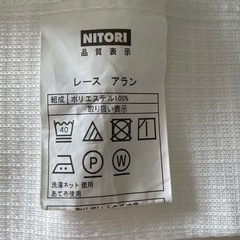 NITORI
品質表示
レース アラン
組成 ポリエステル100%
取り扱い表示
40
P W
洗濯ネット使用
あて布使用